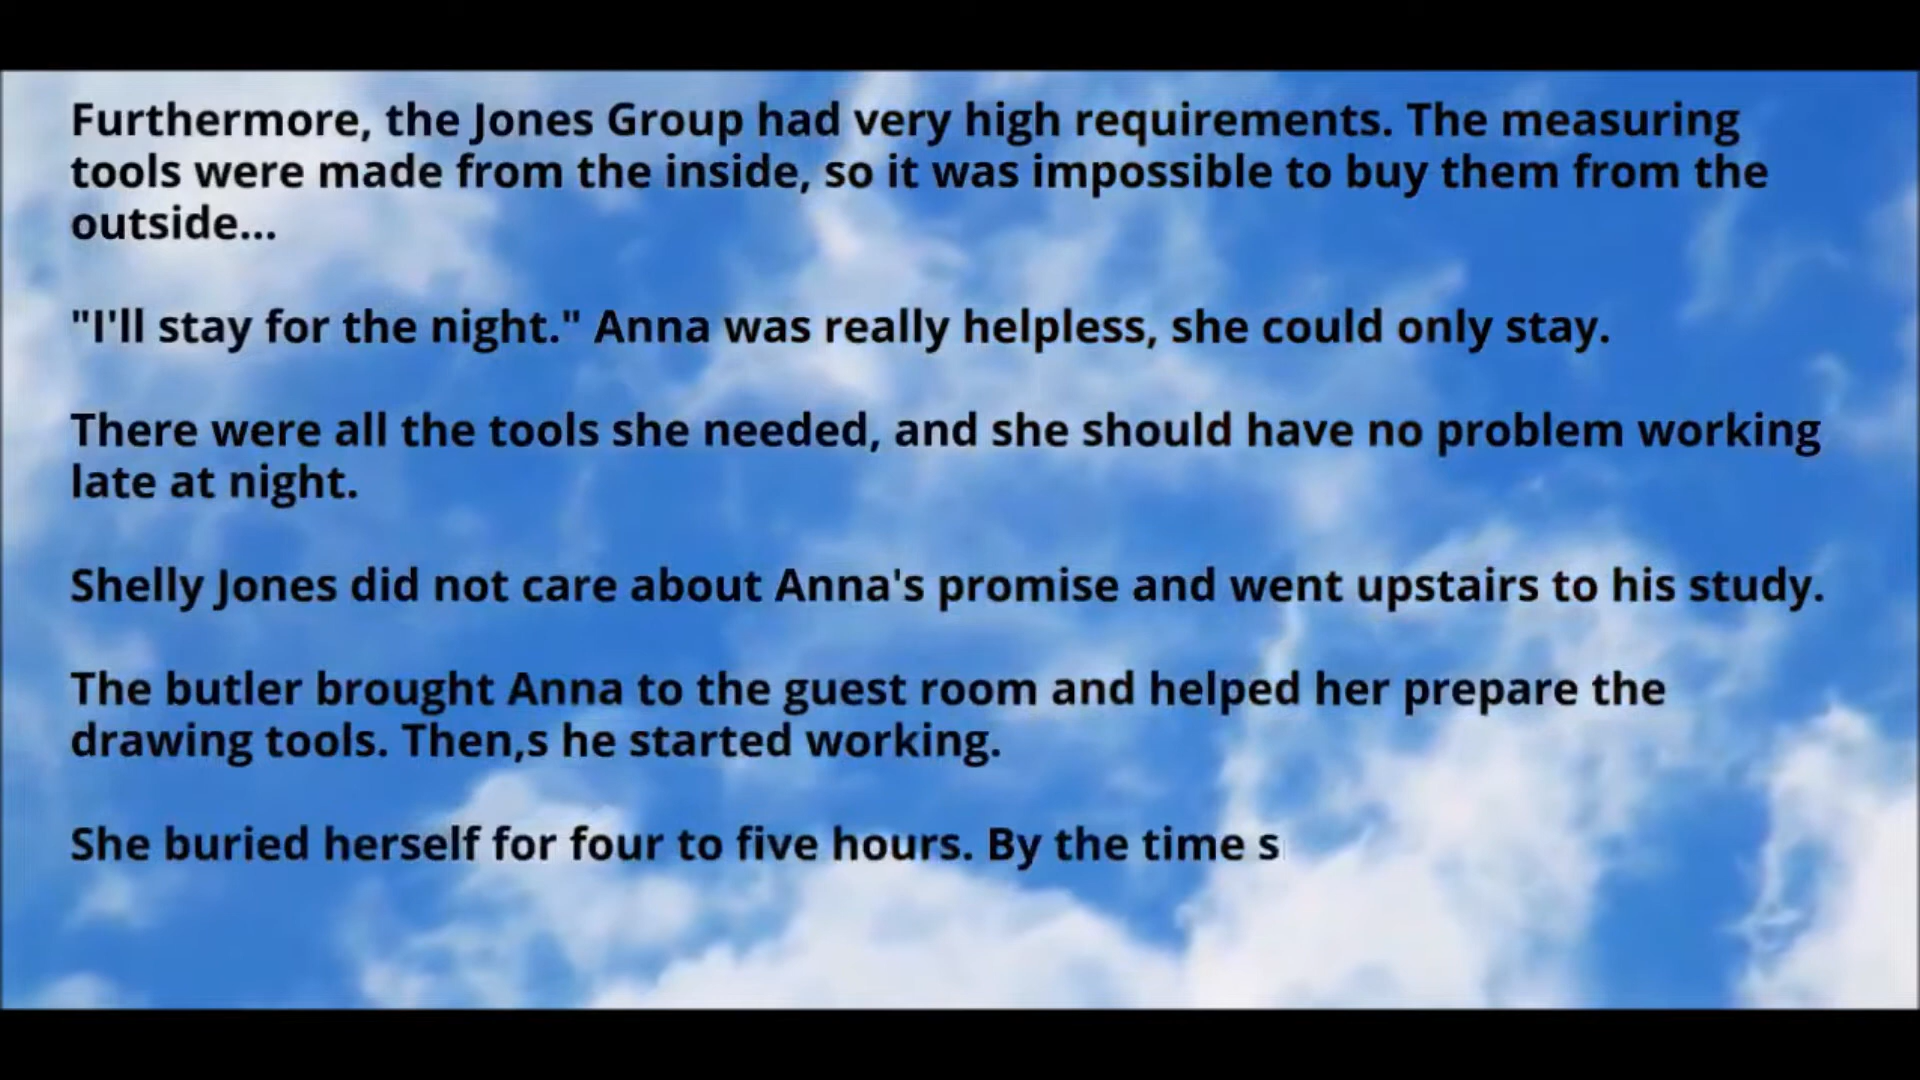 Furthermore, the Jones Group had very high requirements. The measuring
tools were made from the inside, so it was impossible to buy them from the
outside...
"I'll stay for the night." Anna was really helpless, she could only stay.
There were all the tools she needed, and she should have no problem working
late at night.
Shelly Jones did not care about Anna's promise and went upstairs to his study.
The butler brought Anna to the guest room and helped her prepare the
drawing tools. Then,s he started working.
She buried herself for four to five hours. By the time s